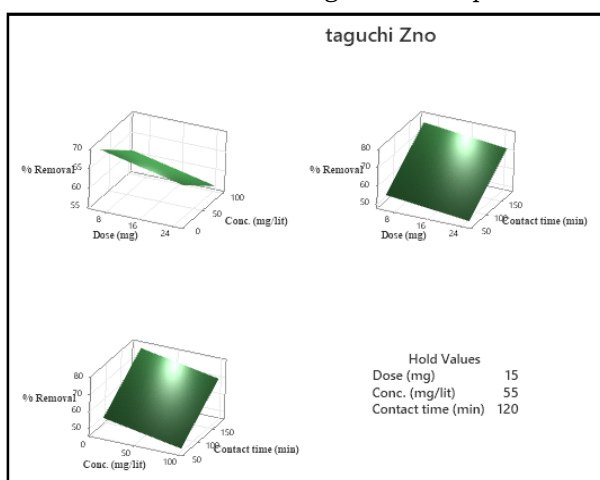 taguchi Zno
70
65
60
55
% Removal
8
16
24
Dose (mg)
0
50
100
Conc. (mg/lit)
80
70
60
50
% Removal
8
16
24
Dose (mg)
50
100
150
Contact time (min)
80
70
60
50
% Removal
0
50
100
Conc. (mg/lit)
50
100
150
Contact time (min)
Hold Values
Dose (mg) 15
Conc. (mg/lit) 55
Contact time (min) 120